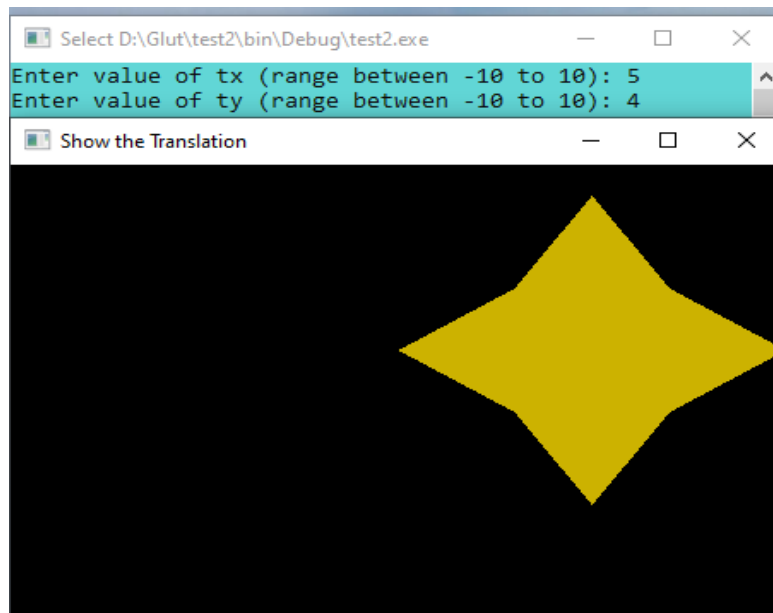 Select D:\Glut\test2\bin\Debug\test2.exe
Enter value of tx (range between -10 to 10): 5
Enter value of ty (range between -10 to 10): 4
Show the Translation